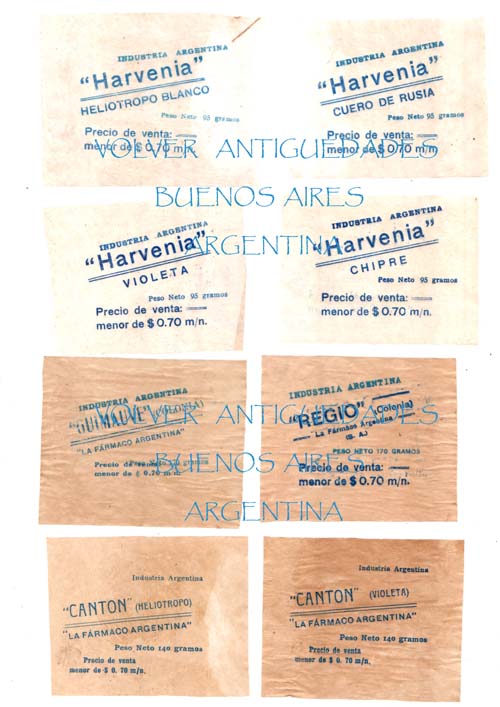 INDUSTRIA ARGENTINA
"Harvenia"
HELIOTROPO BLANCO
Peso Neto 95 gramos
Precio de venta:
menor de $ 0.70 m/n.
INDUSTRIA ARGENTINA
"Harvenia"
CUERO DE RUSIA
Peso Neto 95 gramos
Precio de venta:
menor de $ 0.70 m/n
VOLVER ANTIGUEDADES
BUENOS AIRES
ARGENTINA
INDUSTRIA ARGENTINA
"Harvenia"
VIOLETA
Peso Neto 95 gramos
Precio de venta:
menor de $ 0.70 m/n.
INDUSTRIA ARGENTINA
"Harvenia"
CHIPRE
Peso Neto 95 gramos
Precio de venta:
menor de $ 0.70 m/n.
INDUSTRIA ARGENTINA
"GUIMAUVE" (COLONIA)
"LA FÁRMACO ARGENTINA"
Precio de venta
menor de $ 0.70 m/n.
INDUSTRIA ARGENTINA
"REGIO" (Colonia)
"La Fármaco Argentina
(S. A.)
PESO NETO 170 GRAMOS
Precio de venta:
menor de $ 0.70 m/n.
VOLVER ANTIGUEDADES
BUENOS AIRES
ARGENTINA
Industria Argentina
"CANTON" (HELIOTROPO)
"LA FÁRMACO ARGENTINA"
Peso Neto 140 gramos
Precio de venta
menor de $ 0. 70 m/n.
Industria Argentina
"CANTON" (VIOLETA)
"LA FÁRMACO ARGENTINA"
Peso Neto 140 gramos
Precio de venta
menor de $ 0. 70 m/n.